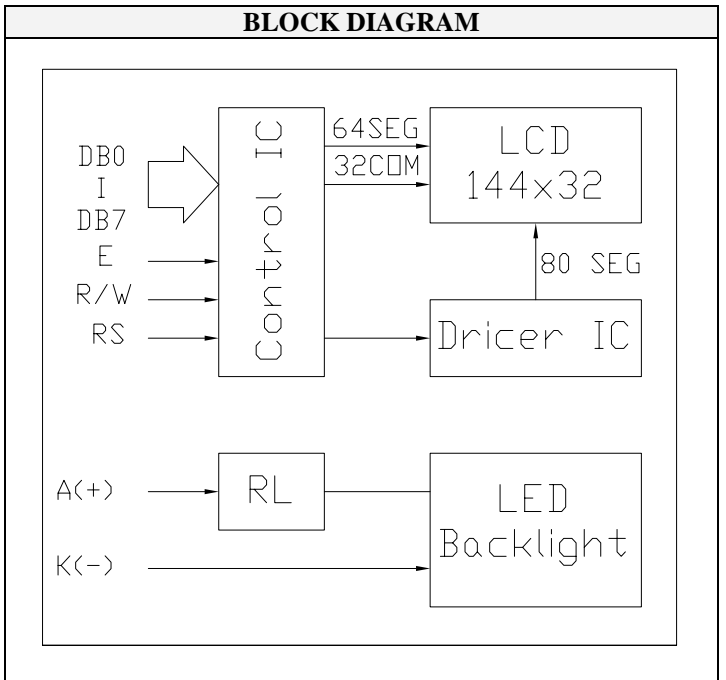 BLOCK DIAGRAM
DB0
I
DB7
E
R/W
RS
Control IC
64SEG
32COM
LCD
144x32
80 SEG
Dricer IC
A(+)
RL
K(-)
LED
Backlight